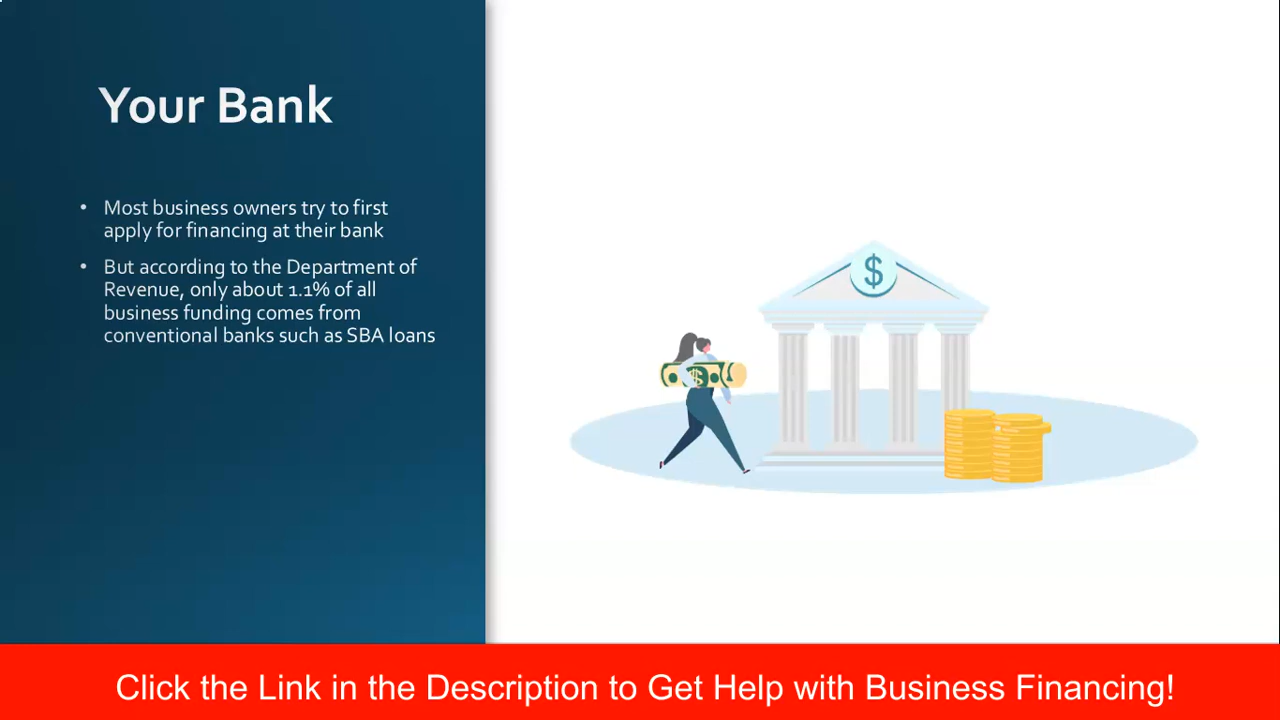 Your Bank
• Most business owners try to first
apply for financing at their bank
• But according to the Department of
Revenue, only about 1.1% of all
business funding comes from
conventional banks such as SBA loans
$
$
Click the Link in the Description to Get Help with Business Financing!